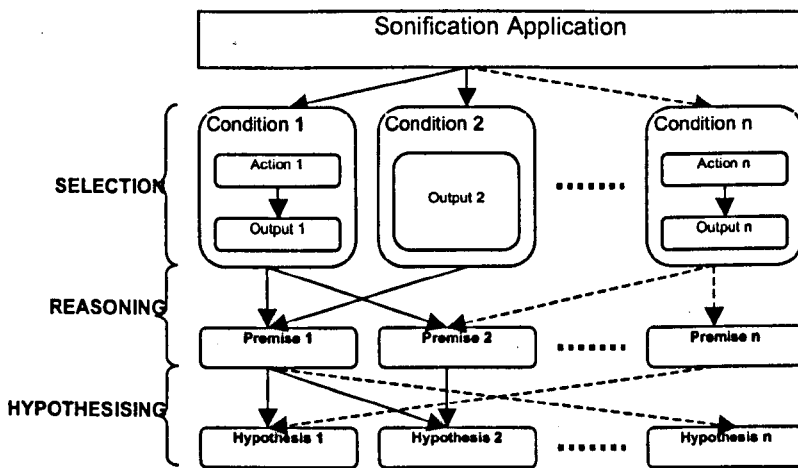 Sonification Application
Condition 1
Condition 2
Condition n
Action 1
Action n
SELECTION
Output 2
Output 1
Output n
REASONING
Premise 1
Premise 2
Premise n
HYPOTHESISING
Hypothesis 1
Hypothesis 2
Hypothesis n